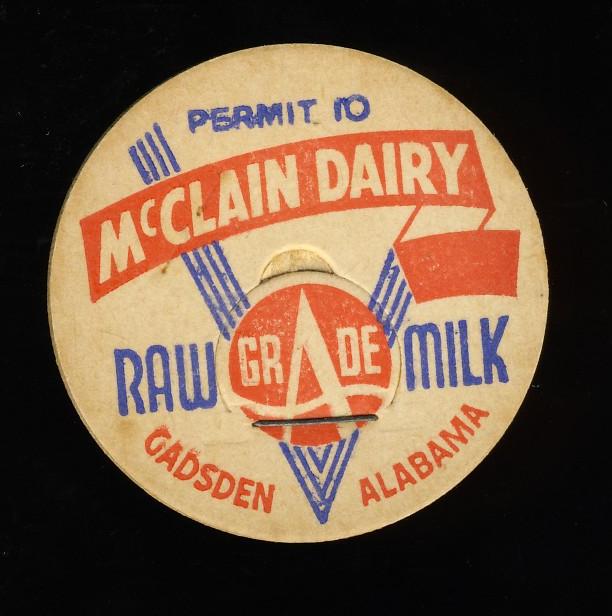 PERMIT 10
McCLAIN DAIRY
RAW GRADE MILK
GADSDEN ALABAMA